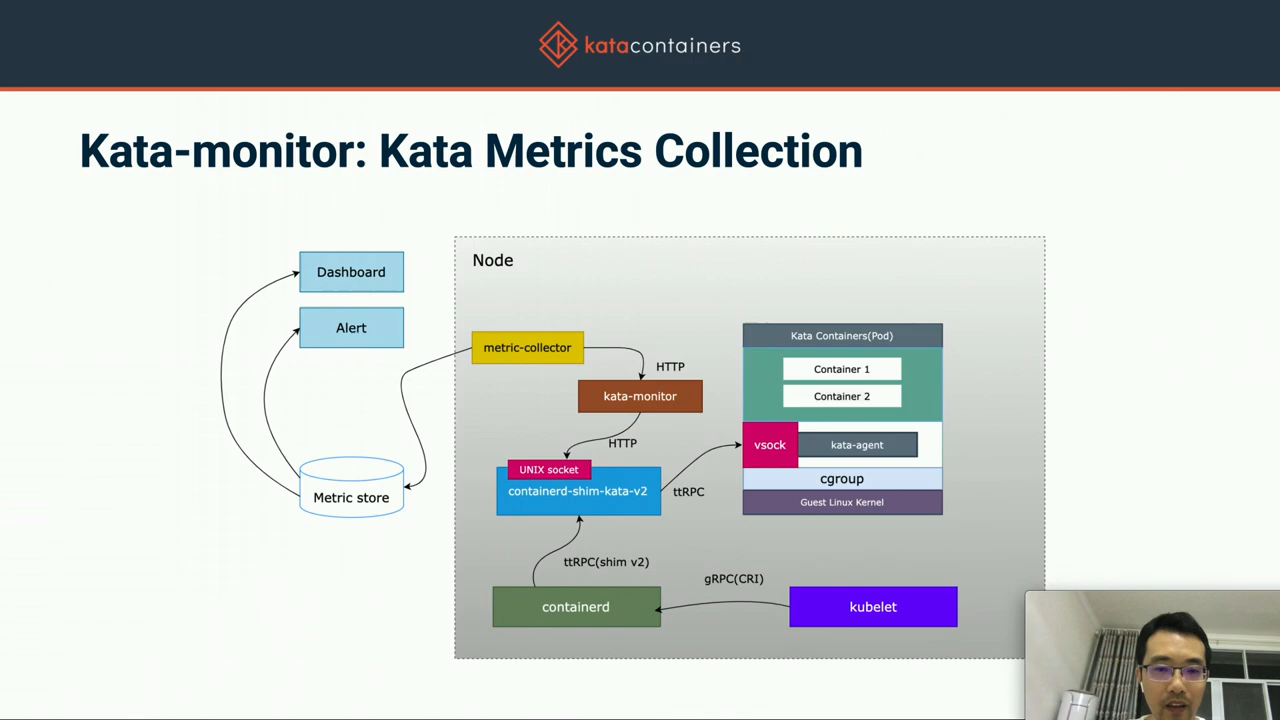 katacontainers
Kata-monitor: Kata Metrics Collection
Node
Dashboard
Alert
Metric store
metric-collector
HTTP
kata-monitor
HTTP
UNIX socket
containerd-shim-kata-v2
ttRPC
Kata Containers(Pod)
Container 1
Container 2
vsock
kata-agent
cgroup
Guest Linux Kernel
ttRPC(shim v2)
gRPC(CRI)
containerd
kubelet